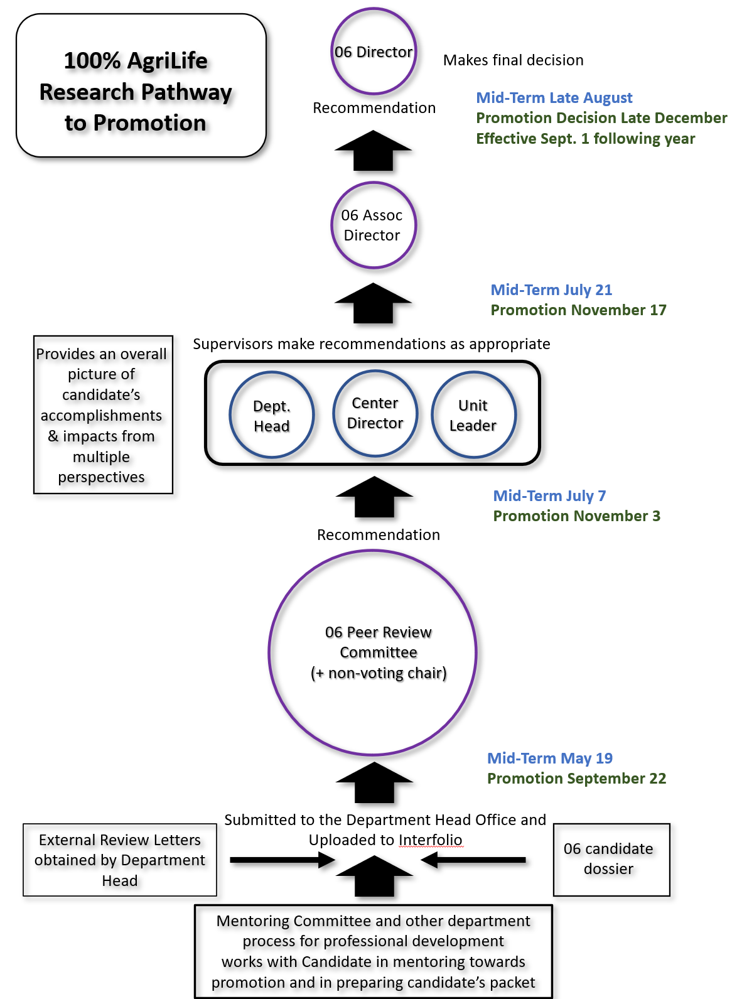 100% AgriLife
Research Pathway
to Promotion
06 Director
Makes final decision
Recommendation
Mid-Term Late August
Promotion Decision Late December
Effective Sept. 1 following year
06 Assoc
Director
Mid-Term July 21
Promotion November 17
Supervisors make recommendations as appropriate
Provides an overall
picture of
candidate’s
accomplishments
& impacts from
multiple
perspectives
Dept.
Head
Center
Director
Unit
Leader
Mid-Term July 7
Promotion November 3
Recommendation
06 Peer Review
Committee
(+ non-voting chair)
Mid-Term May 19
Promotion September 22
Submitted to the Department Head Office and
Uploaded to Interfolio
External Review Letters
obtained by Department
Head
06 candidate
dossier
Mentoring Committee and other department
process for professional development
works with Candidate in mentoring towards
promotion and in preparing candidate’s packet